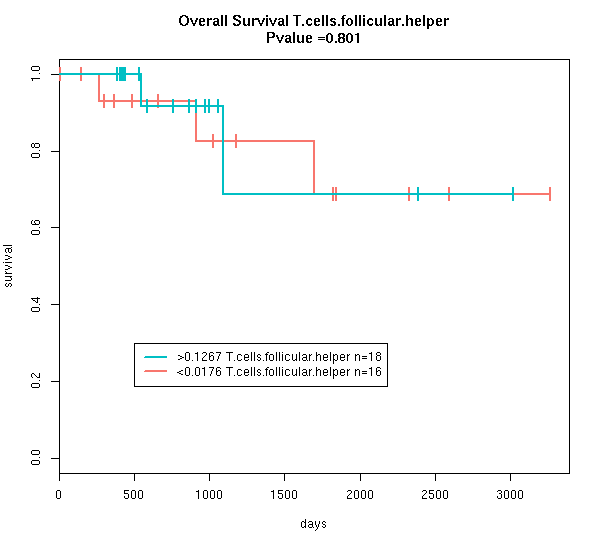 Overall Survival T.cells.follicular.helper
Pvalue =0.801
survival
1.0
0.8
0.6
0.4
0.2
0.0
>0.1267 T.cells.follicular.helper n=18
<0.0176 T.cells.follicular.helper n=16
0 500 1000 1500 2000 2500 3000
days